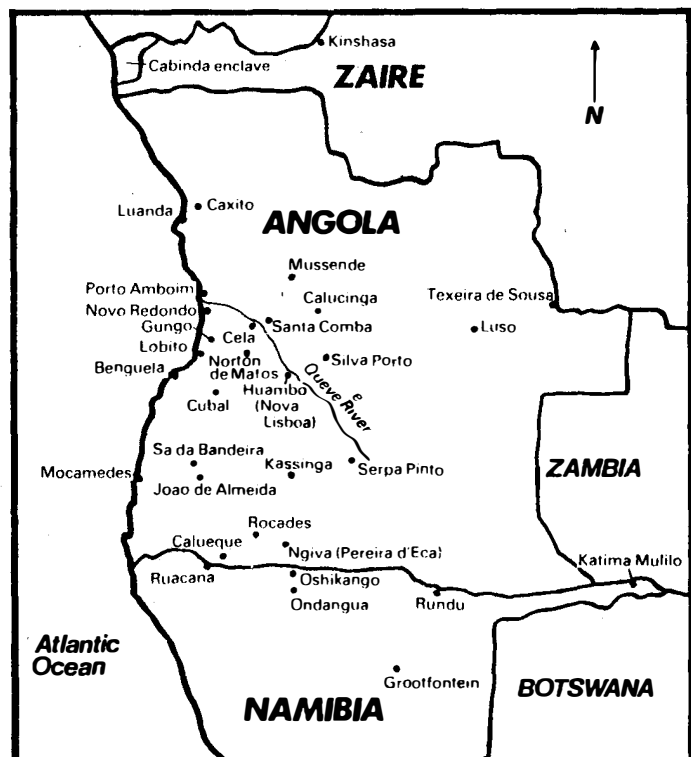 Kinshasa
Cabinda enclave
ZAIRE
N
Caxito
Luanda
ANGOLA
Mussende
Porto Amboim
Texeira de Sousa
Calucinga
Novo Redondo
Gungo
Cela
Santa Comba
Luso
Lobito
Norton
de Matos
Silva Porto
Benguela
Huambo
(Nova
Lisboa)
Queve River
e
Cubal
Sa da Bandeira
Mocamedes
Joao de Almeida
Kassinga
Serpa Pinto
ZAMBIA
Rocades
Calueque
Ngiva (Pereira d'Eca)
Katima Mulilo
Ruacana
Oshikango
Ondangua
Rundu
Atlantic
Ocean
Grootfontein
BOTSWANA
NAMIBIA